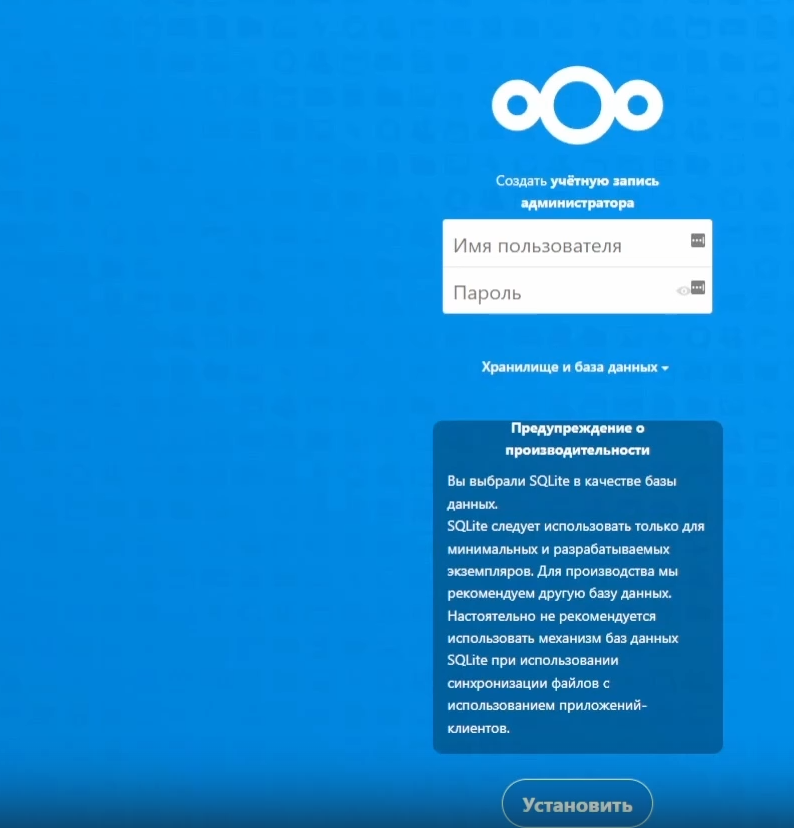 Создать учётную запись
администратора
Имя пользователя
Пароль
Хранилище и база данных
Предупреждение о
производительности
Вы выбрали SQLite в качестве базы
данных.
SQLite следует использовать только для
минимальных и разрабатываемых
экземпляров. Для производства мы
рекомендуем другую базу данных.
Настоятельно не рекомендуется
использовать механизм баз данных
SQLite при использовании
синхронизации файлов с
использованием приложений-
клиентов.
Установить